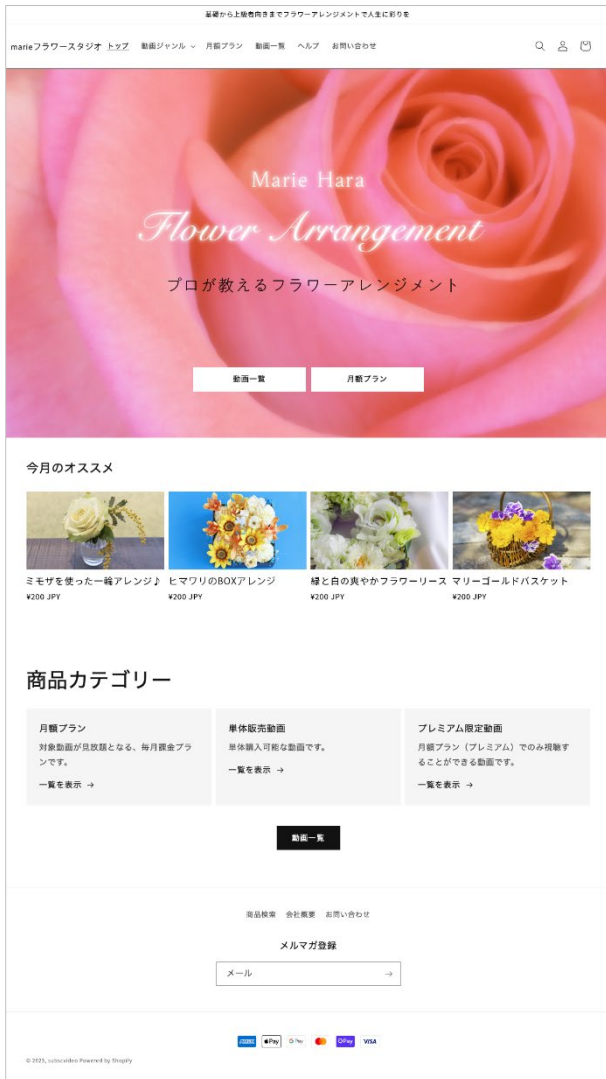 基礎から上級者向きまでフラワーアレンジメントで人生に彩りを
marieフラワースタジオ トップ 動画ジャンル 月額プラン 動画一覧 ヘルプ お問い合わせ
Marie Hara
Flower Arrangement
プロが教えるフラワーアレンジメント
動画一覧 月額プラン
今月のオススメ
ミモザを使った一輪アレンジ♪ ヒマワリのBOXアレンジ 緑と白の爽やかフラワーリース マリーゴールドバスケット
¥200 JPY ¥200 JPY ¥200 JPY ¥200 JPY
商品カテゴリー
月額プラン 単体販売動画 プレミアム限定動画
対象動画が見放題となる、毎月課金プラ 単体購入可能な動画です。 月額プラン（プレミアム）でのみ視聴す
ンです。 ることができる動画です。
一覧を表示 → 一覧を表示 → 一覧を表示 →
動画一覧
商品検索 会社概要 お問い合わせ
メルマガ登録
メール →
Pay G Pay Pay VISA
© 2023, subscvideo Powered by Shopify